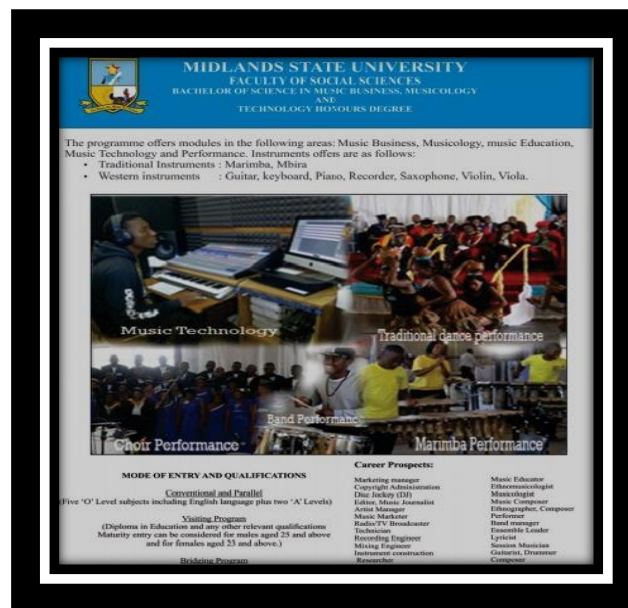 MIDLANDS STATE UNIVERSITY
FACULTY OF SOCIAL SCIENCES
BACHELOR OF SCIENCE IN MUSIC BUSINESS, MUSICOLOGY
AND
TECHNOLOGY HONOURS DEGREE
The programme offers modules in the following areas: Music Business, Musicology, music Education,
Music Technology and Performance. Instruments offers are as follows:
• Traditional Instruments : Marimba, Mbira
• Western instruments : Guitar, keyboard, Piano, Recorder, Saxophone, Violin, Viola.
Music Technology
Traditional dance performance
Band Performance
Choir Performance
Marimba Performance
MODE OF ENTRY AND QUALIFICATIONS
Conventional and Parallel
(Five ‘O’ Level subjects including English language plus two ‘A’ Levels)
Visiting Program
(Diploma in Education and any other relevant qualifications
Maturity entry can be considered for males aged 25 and above
and for females aged 23 and above.)
Bridging Program
Career Prospects:
Marketing manager
Copyright Administration
Disc Jockey (DJ)
Editor, Music Journalist
Artist Manager
Music Marketer
Radio/TV Broadcaster
Technician
Recording Engineer
Mixing Engineer
Instrument construction
Researcher
Music Educator
Ethnomusicologist
Musicologist
Music Composer
Ethnographer, Composer
Performer
Band manager
Ensemble Leader
Lyricist
Session Musician
Guitarist, Drummer
Composer